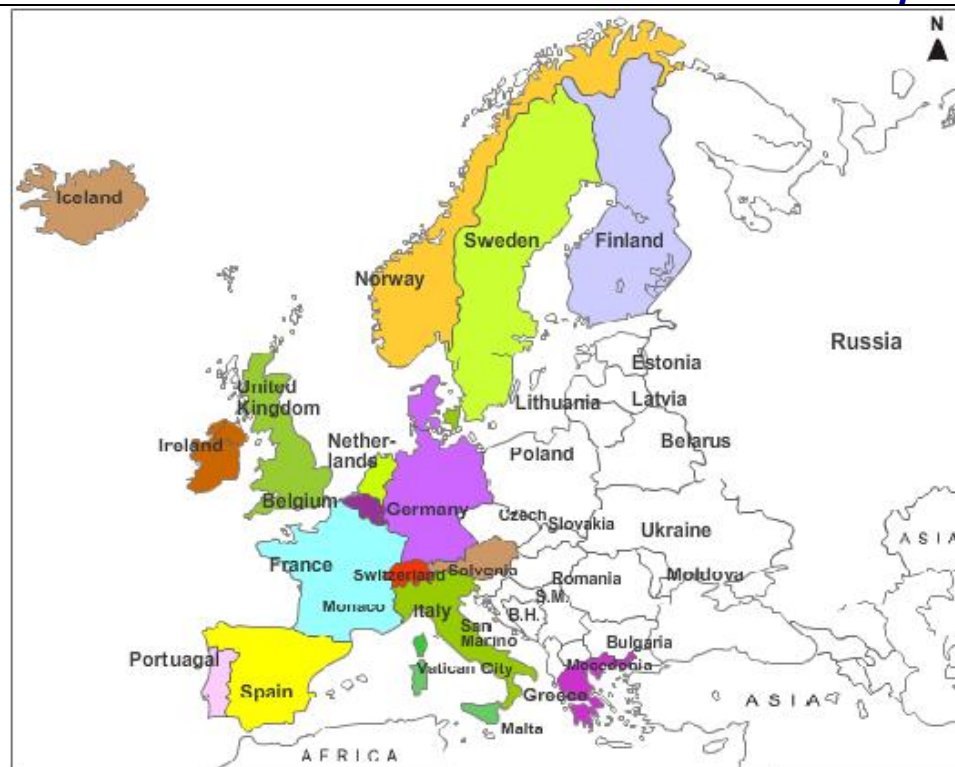 N
Iceland
Sweden
Finland
Norway
Russia
Estonia
United
Kingdom
Lithuania
Latvia
Ireland
Nether-
lands
Poland
Belarus
Belgium
Germany
Czech
Slovakia
Ukraine
ASIA
France
Switzerland
Solvenia
Romania
Moldova
Monaco
Italy
S.M.
B.H.
San
Marino
Bulgaria
Portuagal
Vatican City
Mocedonia
Spain
Greece
ASIA
Malta
AFRICA